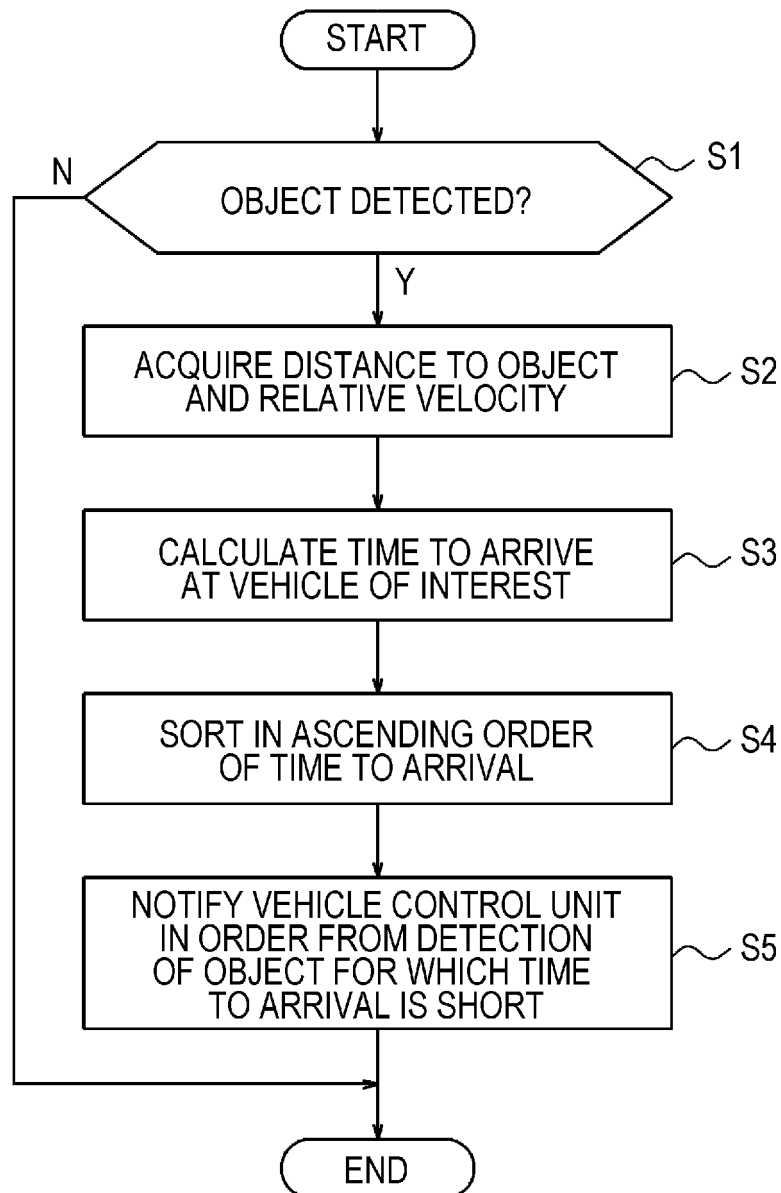 START
N
S1
OBJECT DETECTED?
Y
ACQUIRE DISTANCE TO OBJECT
AND RELATIVE VELOCITY
S2
CALCULATE TIME TO ARRIVE
AT VEHICLE OF INTEREST
S3
SORT IN ASCENDING ORDER
OF TIME TO ARRIVAL
S4
NOTIFY VEHICLE CONTROL UNIT
IN ORDER FROM DETECTION
OF OBJECT FOR WHICH TIME
TO ARRIVAL IS SHORT
S5
END